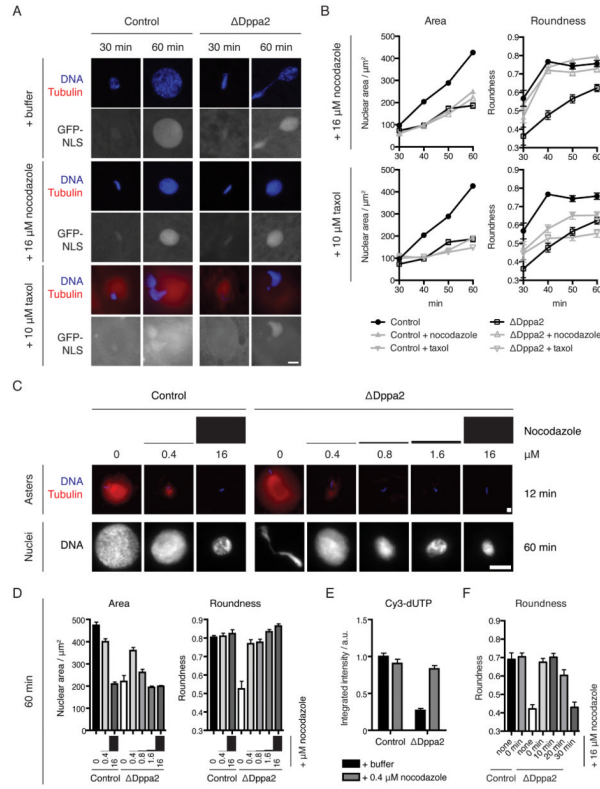 A
Control
ΔDppa2
30 min
60 min
30 min
60 min
+ buffer
DNA
Tubulin
GFP-
NLS
+ 16 μM nocodazole
DNA
Tubulin
GFP-
NLS
+ 10 μM taxol
DNA
Tubulin
GFP-
NLS
B
Area
Roundness
+ 16 μM nocodazole
Nuclear area / μm²
500
400
300
200
100
0
30 40 50 60
Roundness
0.9
0.8
0.7
0.6
0.5
0.4
0.3
30 40 50 60
+ 10 μM taxol
Nuclear area / μm²
500
400
300
200
100
0
30 40 50 60
Roundness
0.9
0.8
0.7
0.6
0.5
0.4
0.3
30 40 50 60
min
min
Control
Control + nocodazole
Control + taxol
ΔDppa2
ΔDppa2 + nocodazole
ΔDppa2 + taxol
C
Control
ΔDppa2
Nocodazole
0 0.4 16 0 0.4 0.8 1.6 16 μM
Asters
DNA
Tubulin
12 min
Nuclei
DNA
60 min
D
60 min
Area
Nuclear area / μm²
500
400
300
200
100
0
0 0.4 16 0 0.4 0.8 1.6 16
Control ΔDppa2
Roundness
Roundness
0.9
0.8
0.7
0.6
0.5
0.4
0.3
0 0.4 16 0 0.4 0.8 1.6 16
Control ΔDppa2
+ μM nocodazole
E
Cy3-dUTP
Integrated intensity / a.u.
1.5
1.0
0.5
0
Control ΔDppa2
+ buffer
+ 0.4 μM nocodazole
F
Roundness
Roundness
0.9
0.8
0.7
0.6
0.5
0.4
0.3
none 0 min none 0 min 10 min 20 min 30 min
Control ΔDppa2
+ 16 μM nocodazole